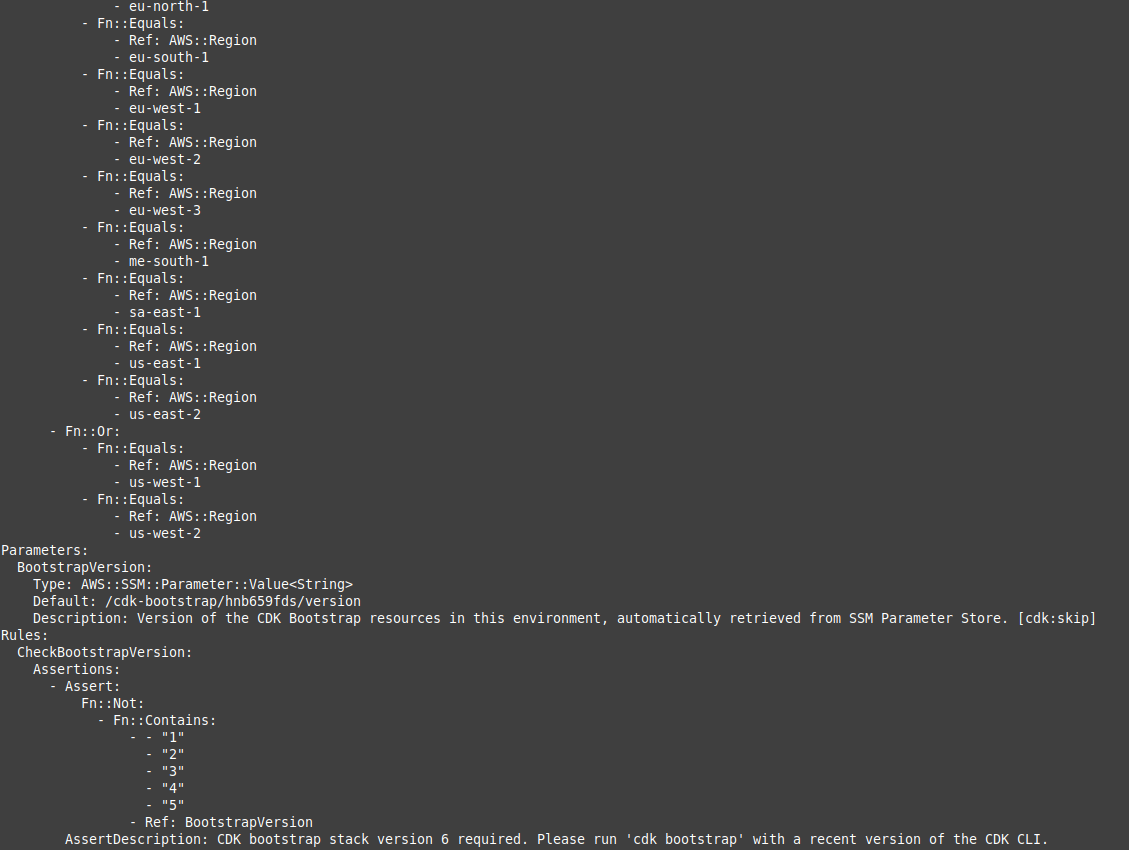 - eu-north-1
          - Fn::Equals:
              - Ref: AWS::Region
              - eu-south-1
          - Fn::Equals:
              - Ref: AWS::Region
              - eu-west-1
          - Fn::Equals:
              - Ref: AWS::Region
              - eu-west-2
          - Fn::Equals:
              - Ref: AWS::Region
              - eu-west-3
          - Fn::Equals:
              - Ref: AWS::Region
              - me-south-1
          - Fn::Equals:
              - Ref: AWS::Region
              - sa-east-1
          - Fn::Equals:
              - Ref: AWS::Region
              - us-east-1
          - Fn::Equals:
              - Ref: AWS::Region
              - us-east-2
      - Fn::Or:
          - Fn::Equals:
              - Ref: AWS::Region
              - us-west-1
          - Fn::Equals:
              - Ref: AWS::Region
              - us-west-2
Parameters:
  BootstrapVersion:
    Type: AWS::SSM::Parameter::Value<String>
    Default: /cdk-bootstrap/hnb659fds/version
    Description: Version of the CDK Bootstrap resources in this environment, automatically retrieved from SSM Parameter Store. [cdk:skip]
Rules:
  CheckBootstrapVersion:
    Assertions:
      - Assert:
          Fn::Not:
            - Fn::Contains:
                - - "1"
                  - "2"
                  - "3"
                  - "4"
                  - "5"
                - Ref: BootstrapVersion
        AssertDescription: CDK bootstrap stack version 6 required. Please run 'cdk bootstrap' with a recent version of the CDK CLI.